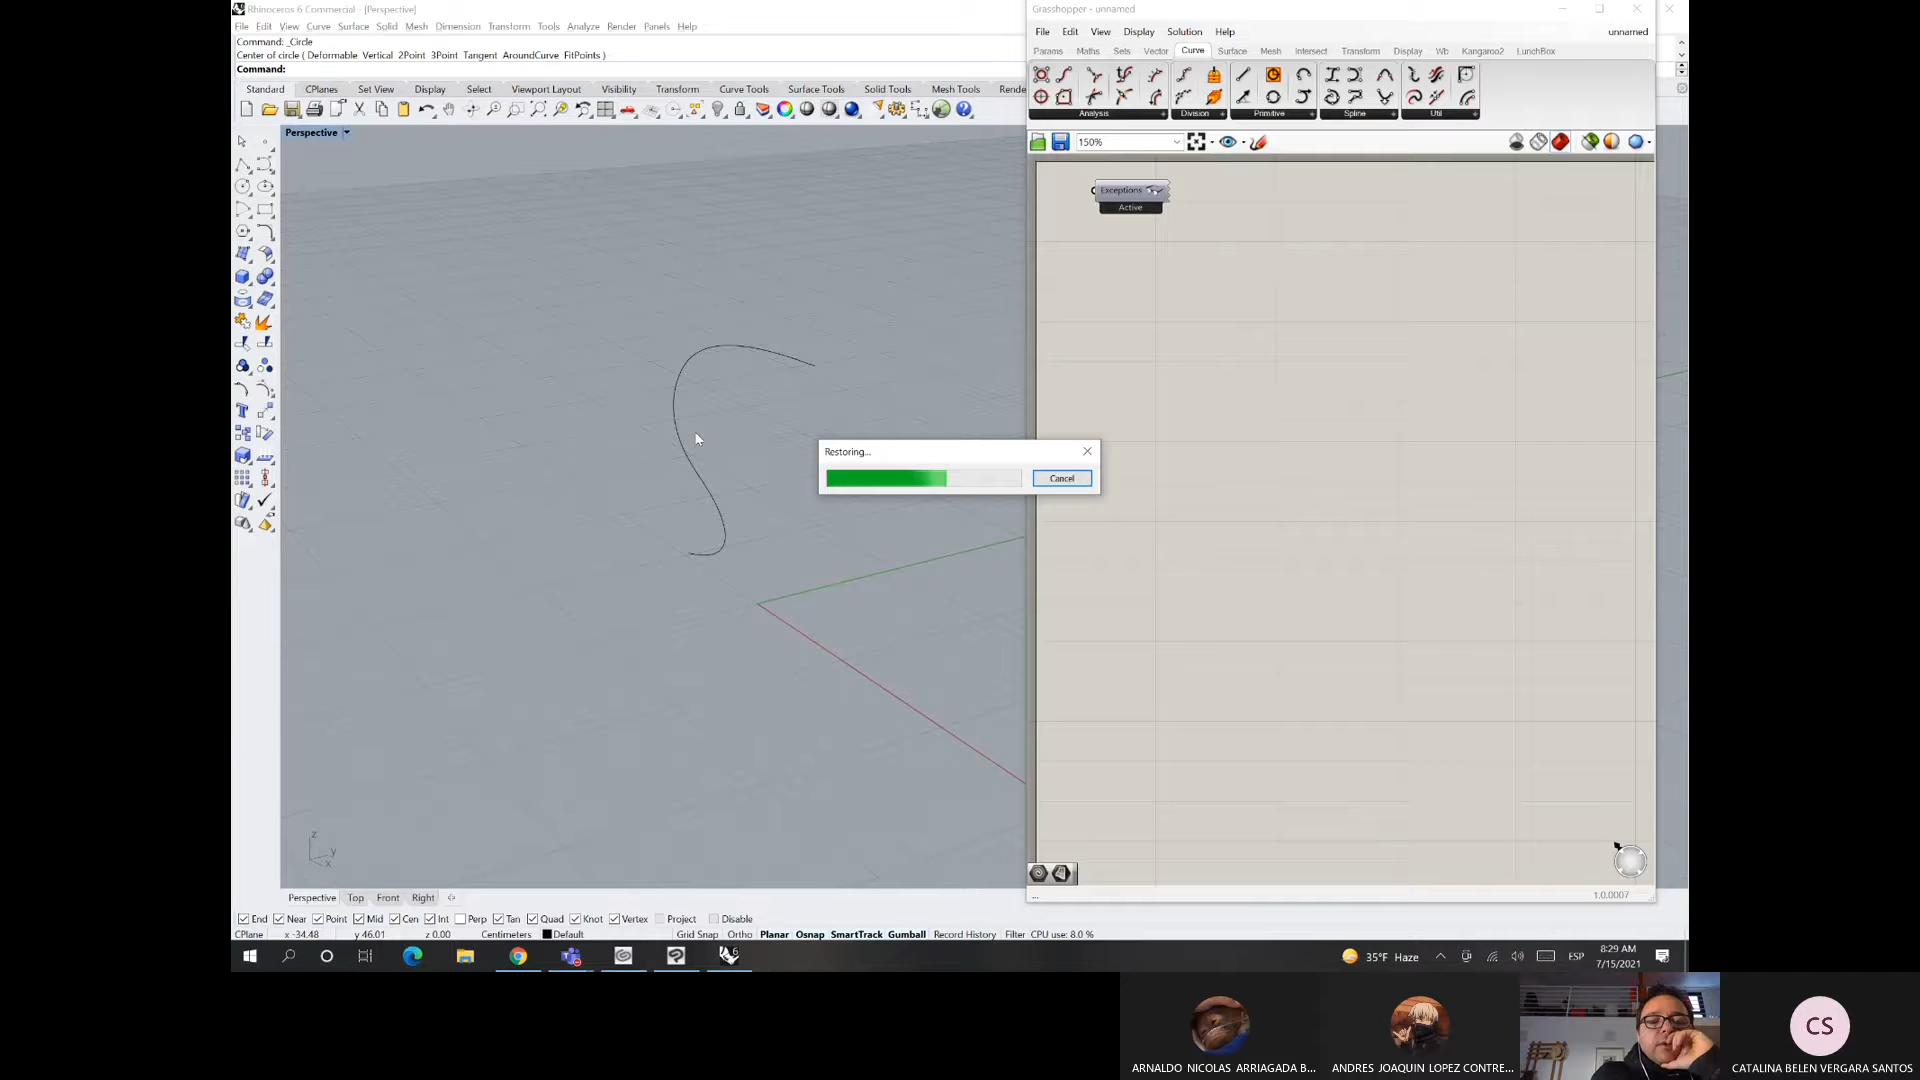 Rhinoceros 6 Commercial - [Perspective]
File Edit View Curve Surface Solid Mesh Dimension Transform Tools Analyze Render Panels Help
Command: _Circle
Center of circle ( Deformable Vertical 2Point 3Point Tangent AroundCurve FitPoints )
Command:
Standard CPlanes Set View Display Select Viewport Layout Visibility Transform Curve Tools Surface Tools Solid Tools Mesh Tools Rende
Perspective
Grasshopper - unnamed
File Edit View Display Solution Help unnamed
Params Maths Sets Vector Curve Surface Mesh Intersect Transform Display Wb Kangaroo2 LunchBox
Analysis Division Primitive Spline Util
150%
Exceptions
Active
Restoring...
Cancel
z
y
x
1.0.0007
Perspective Top Front Right
End Near Point Mid Cen Int Perp Tan Quad Knot Vertex Project Disable
CPlane x -34.48 y 46.01 z 0.00 Centimeters Default Grid Snap Ortho Planar Osnap SmartTrack Gumball Record History Filter CPU use: 8.0 %
35°F Haze ESP 8:29 AM
7/15/2021
CS
ARNALDO NICOLAS ARRIAGADA B... ANDRES JOAQUIN LOPEZ CONTRE... CATALINA BELEN VERGARA SANTOS